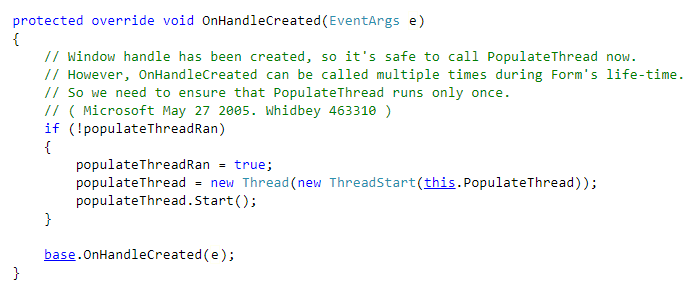 protected override void OnHandleCreated(EventArgs e)
{
    // Window handle has been created, so it's safe to call PopulateThread now.
    // However, OnHandleCreated can be called multiple times during Form's life-time.
    // So we need to ensure that PopulateThread runs only once.
    // ( Microsoft May 27 2005. Whidbey 463310 )
    if (!populateThreadRan)
    {
        populateThreadRan = true;
        populateThread = new Thread(new ThreadStart(this.PopulateThread));
        populateThread.Start();
    }

    base.OnHandleCreated(e);
}